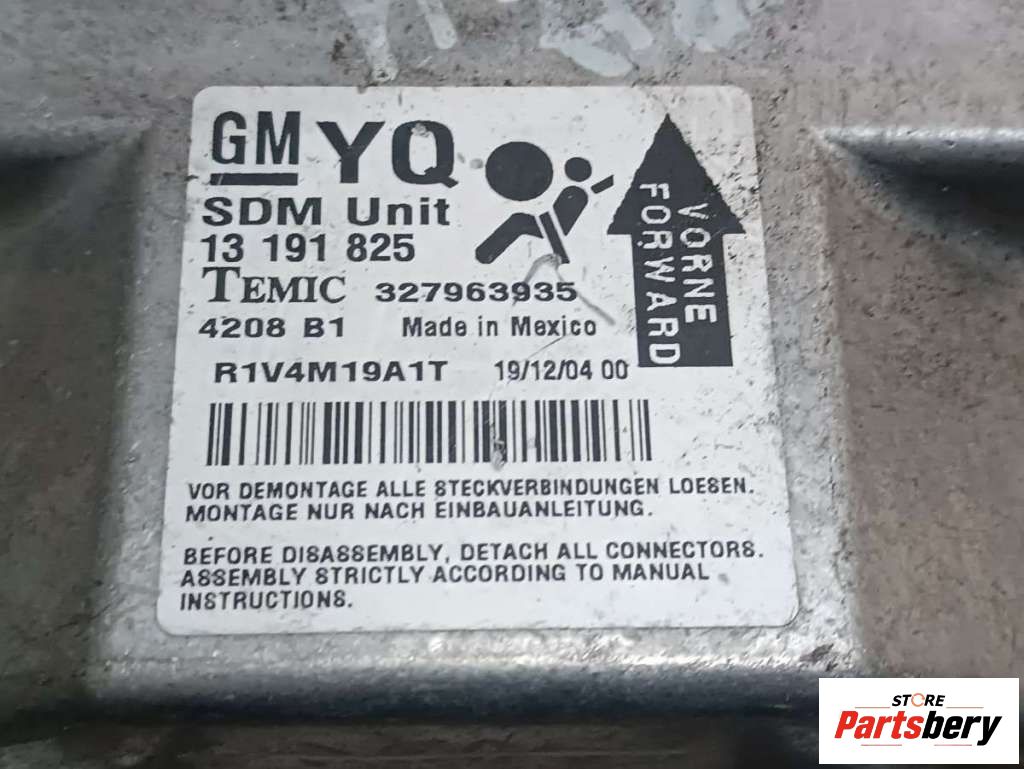 GM YQ
SDM Unit
13 191 825
TEMIC 327963935
4208 B1 Made in Mexico
R1V4M19A1T 19/12/04 00
VORNE
FORWARD
VOR DEMONTAGE ALLE STECKVERBINDUNGEN LOESEN.
MONTAGE NUR NACH EINBAUANLEITUNG.
BEFORE DISASSEMBLY, DETACH ALL CONNECTORS.
ASSEMBLY STRICTLY ACCORDING TO MANUAL
INSTRUCTIONS.
STORE
Partsbery